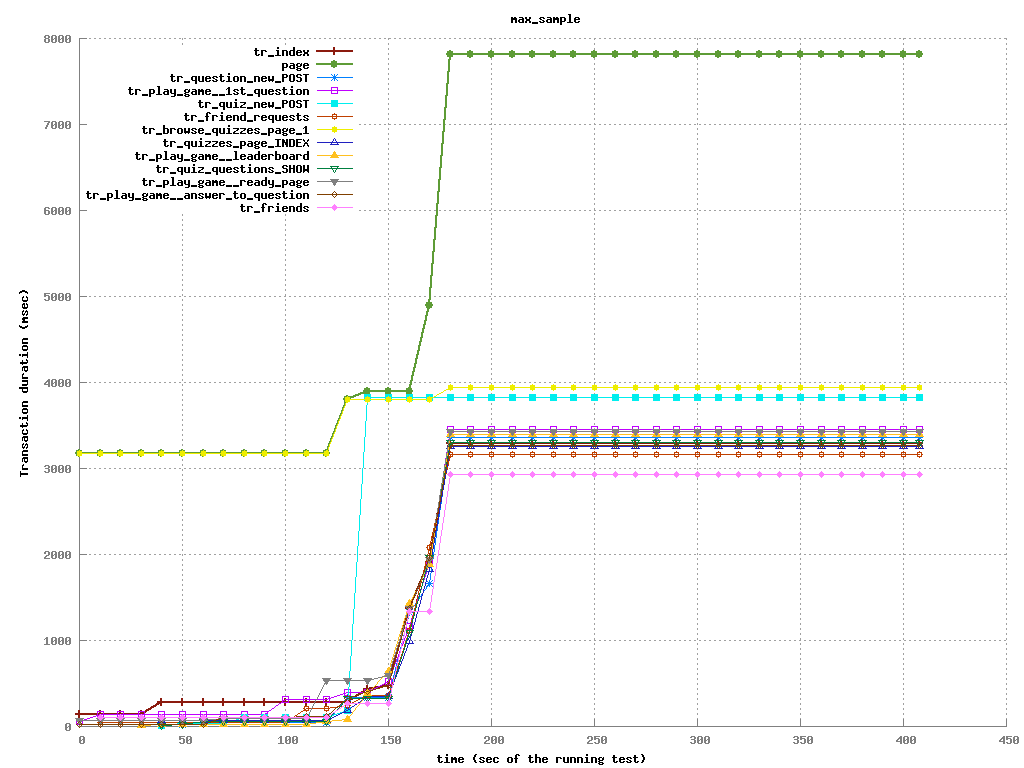 max_sample
8000
7000
6000
5000
4000
3000
2000
1000
0
Transaction duration (msec)
tr_index
page
tr_question_new_POST
tr_play_game__1st_question
tr_quiz_new_POST
tr_friend_requests
tr_browse_quizzes_page_1
tr_quizzes_page_INDEX
tr_play_game__leaderboard
tr_quiz_questions_SHOW
tr_play_game__ready_page
tr_play_game__answer_to_question
tr_friends
0 50 100 150 200 250 300 350 400 450
time (sec of the running test)